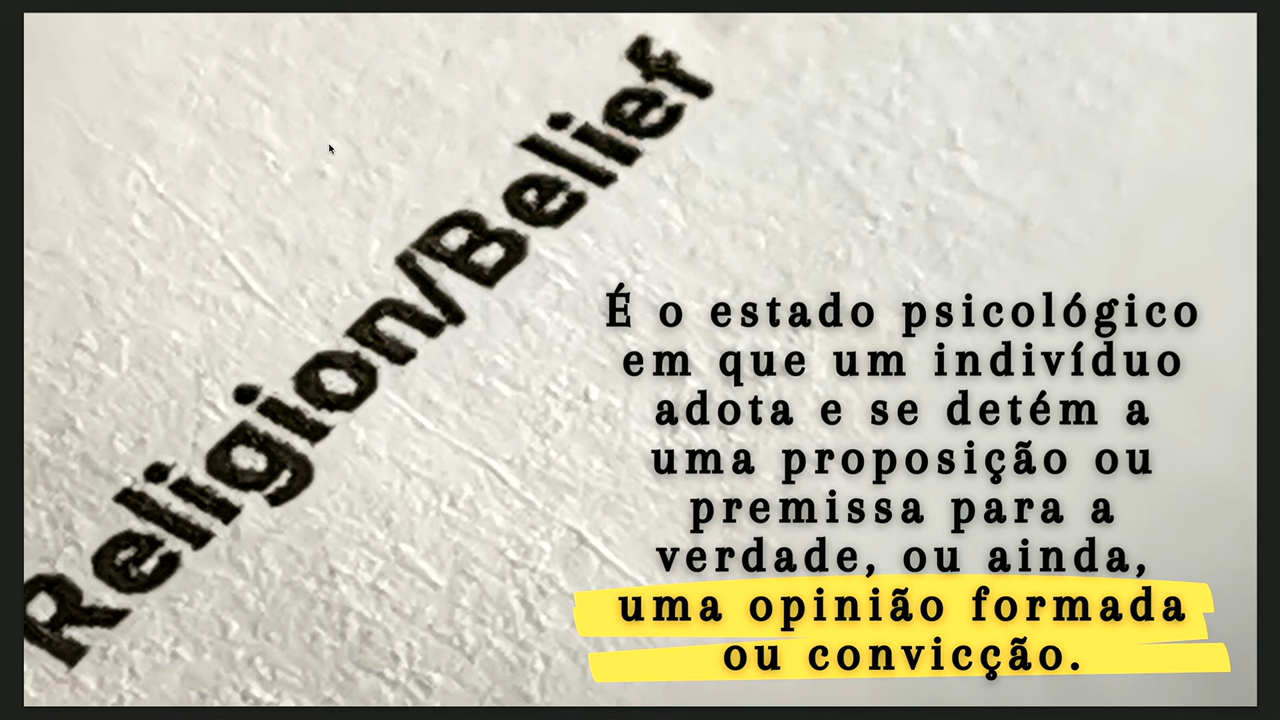 Religion/Belief
É o estado psicológico
em que um indivíduo
adota e se detém a
uma proposição ou
premissa para a
verdade, ou ainda,
uma opinião formada
ou convicção.